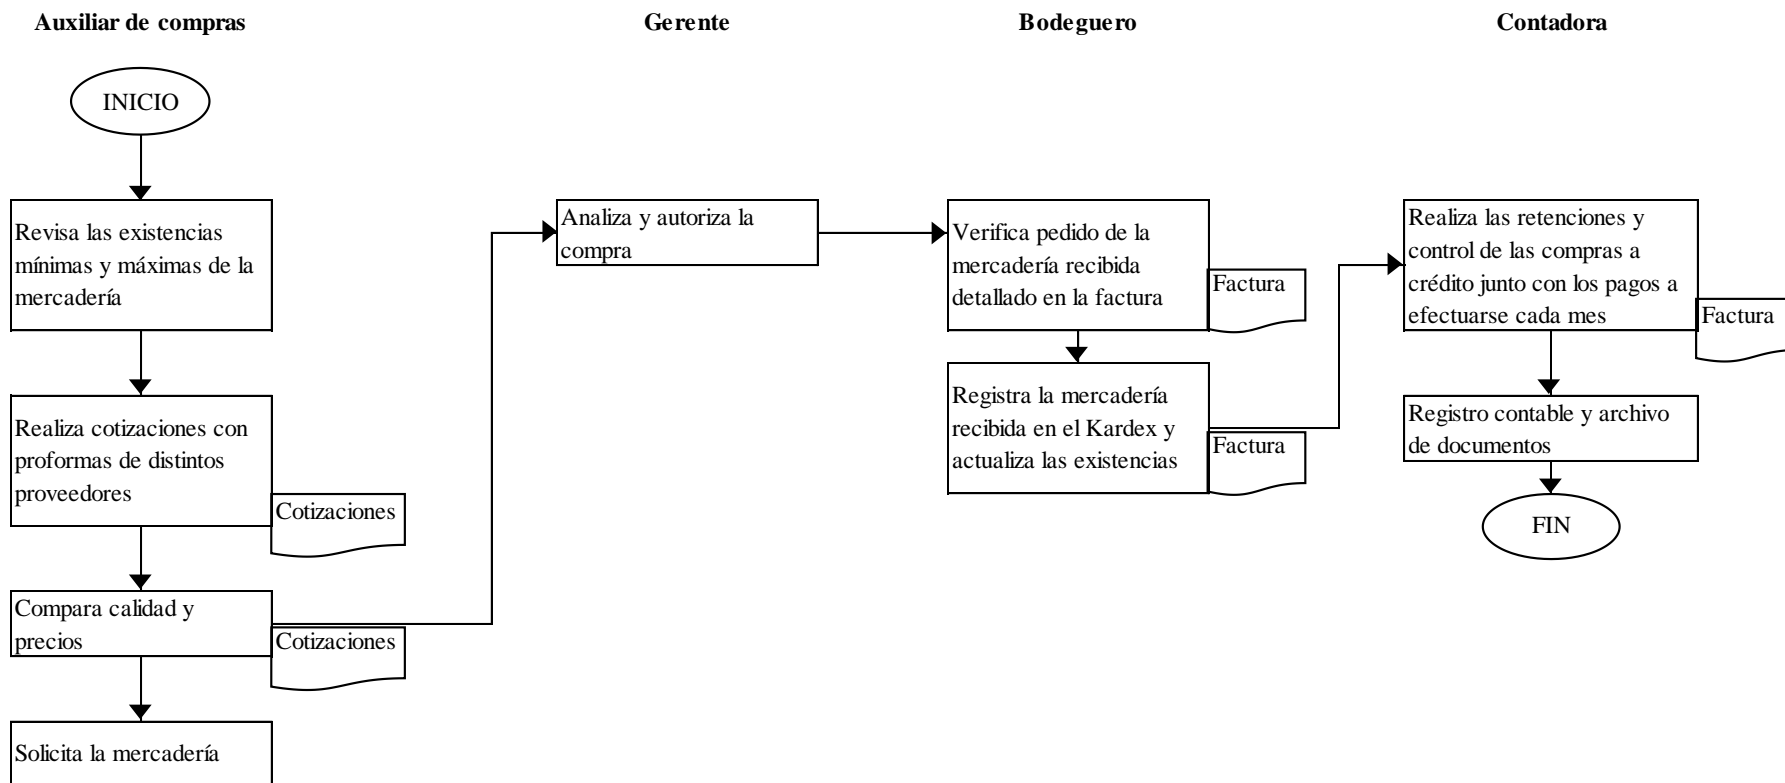 Auxiliar de compras
Gerente
Bodeguero
Contadora
INICIO
Revisa las existencias
mínimas y máximas de la
mercadería
Realiza cotizaciones con
proformas de distintos
proveedores
Cotizaciones
Compara calidad y
precios
Cotizaciones
Solicita la mercadería
Analiza y autoriza la
compra
Verifica pedido de la
mercadería recibida
detallado en la factura
Factura
Registra la mercadería
recibida en el Kardex y
actualiza las existencias
Factura
Realiza las retenciones y
control de las compras a
crédito junto con los pagos a
efectuarse cada mes
Factura
Registro contable y archivo
de documentos
FIN